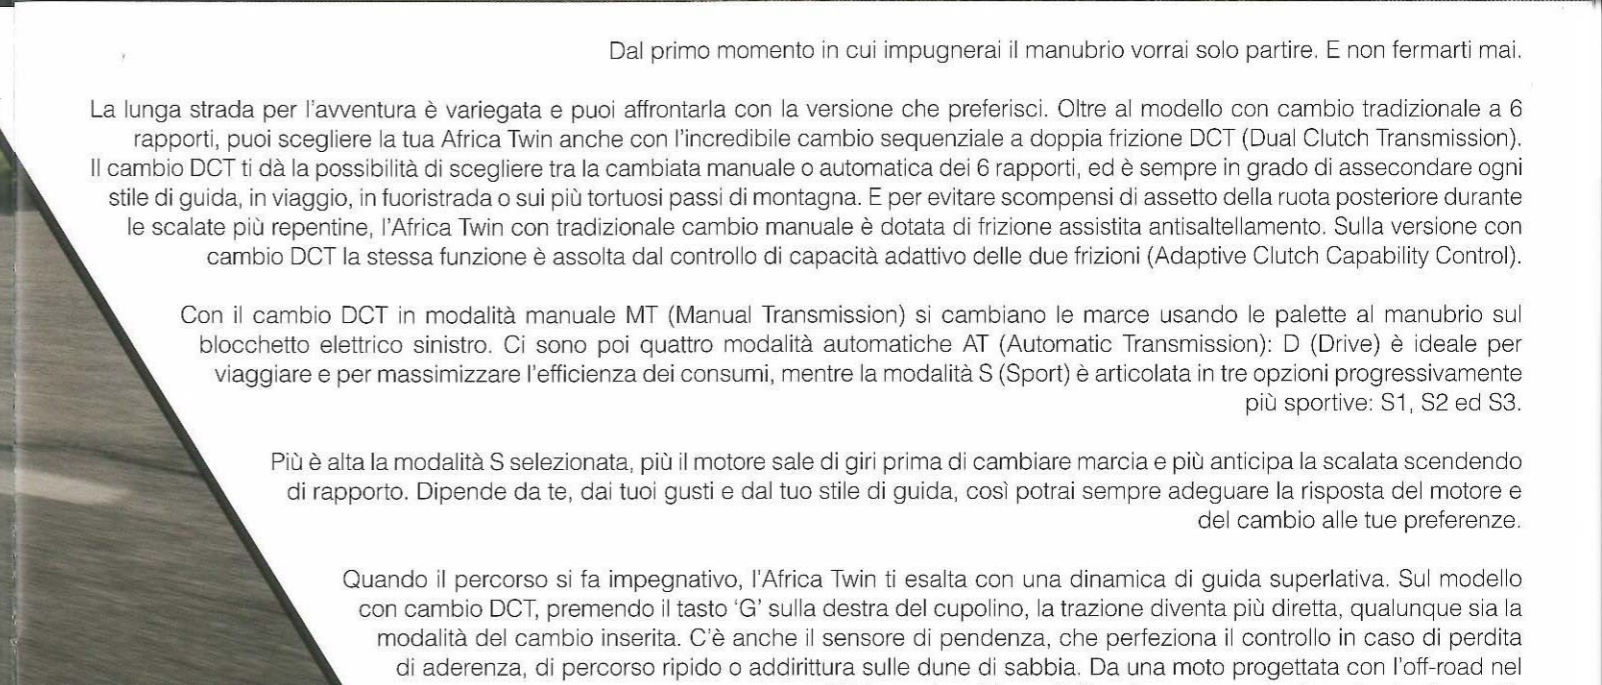 Dal primo momento in cui impugnerai il manubrio vorrai solo partire. E non fermarti mai.
La lunga strada per l'avventura è variegata e puoi affrontarla con la versione che preferisci. Oltre al modello con cambio tradizionale a 6
rapporti, puoi scegliere la tua Africa Twin anche con l'incredibile cambio sequenziale a doppia frizione DCT (Dual Clutch Transmission).
Il cambio DCT ti dà la possibilità di scegliere tra la cambiata manuale o automatica dei 6 rapporti, ed è sempre in grado di assecondare ogni
stile di guida, in viaggio, in fuoristrada o sui più tortuosi passi di montagna. E per evitare scompensi di assetto della ruota posteriore durante
le scalate più repentine, l'Africa Twin con tradizionale cambio manuale è dotata di frizione assistita antisaltellamento. Sulla versione con
cambio DCT la stessa funzione è assolta dal controllo di capacità adattivo delle due frizioni (Adaptive Clutch Capability Control).
Con il cambio DCT in modalità manuale MT (Manual Transmission) si cambiano le marce usando le palette al manubrio sul
blocchetto elettrico sinistro. Ci sono poi quattro modalità automatiche AT (Automatic Transmission): D (Drive) è ideale per
viaggiare e per massimizzare l'efficienza dei consumi, mentre la modalità S (Sport) è articolata in tre opzioni progressivamente
più sportive: S1, S2 ed S3.
Più è alta la modalità S selezionata, più il motore sale di giri prima di cambiare marcia e più anticipa la scalata scendendo
di rapporto. Dipende da te, dai tuoi gusti e dal tuo stile di guida, così potrai sempre adeguare la risposta del motore e
del cambio alle tue preferenze.
Quando il percorso si fa impegnativo, l'Africa Twin ti esalta con una dinamica di guida superlativa. Sul modello
con cambio DCT, premendo il tasto 'G' sulla destra del cupolino, la trazione diventa più diretta, qualunque sia la
modalità del cambio inserita. C'è anche il sensore di pendenza, che perfeziona il controllo in caso di perdita
di aderenza, di percorso ripido o addirittura sulle dune di sabbia. Da una moto progettata con l'off-road nel